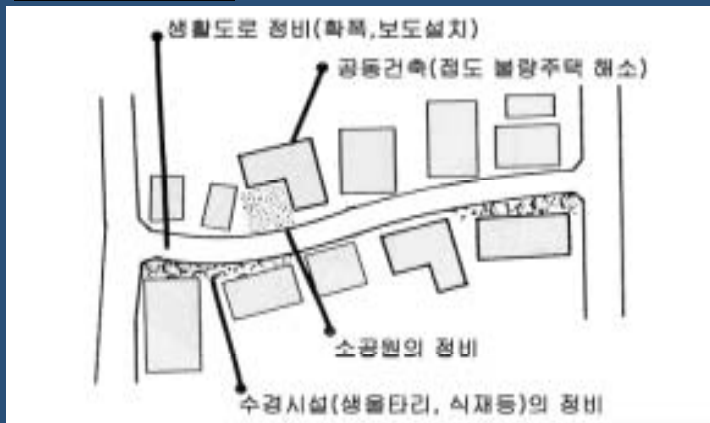 생활도로 정비(확폭,보도설치)
공동건축(접도 불량주택 해소)
소공원의 정비
수경시설(생울타리, 식재등)의 정비